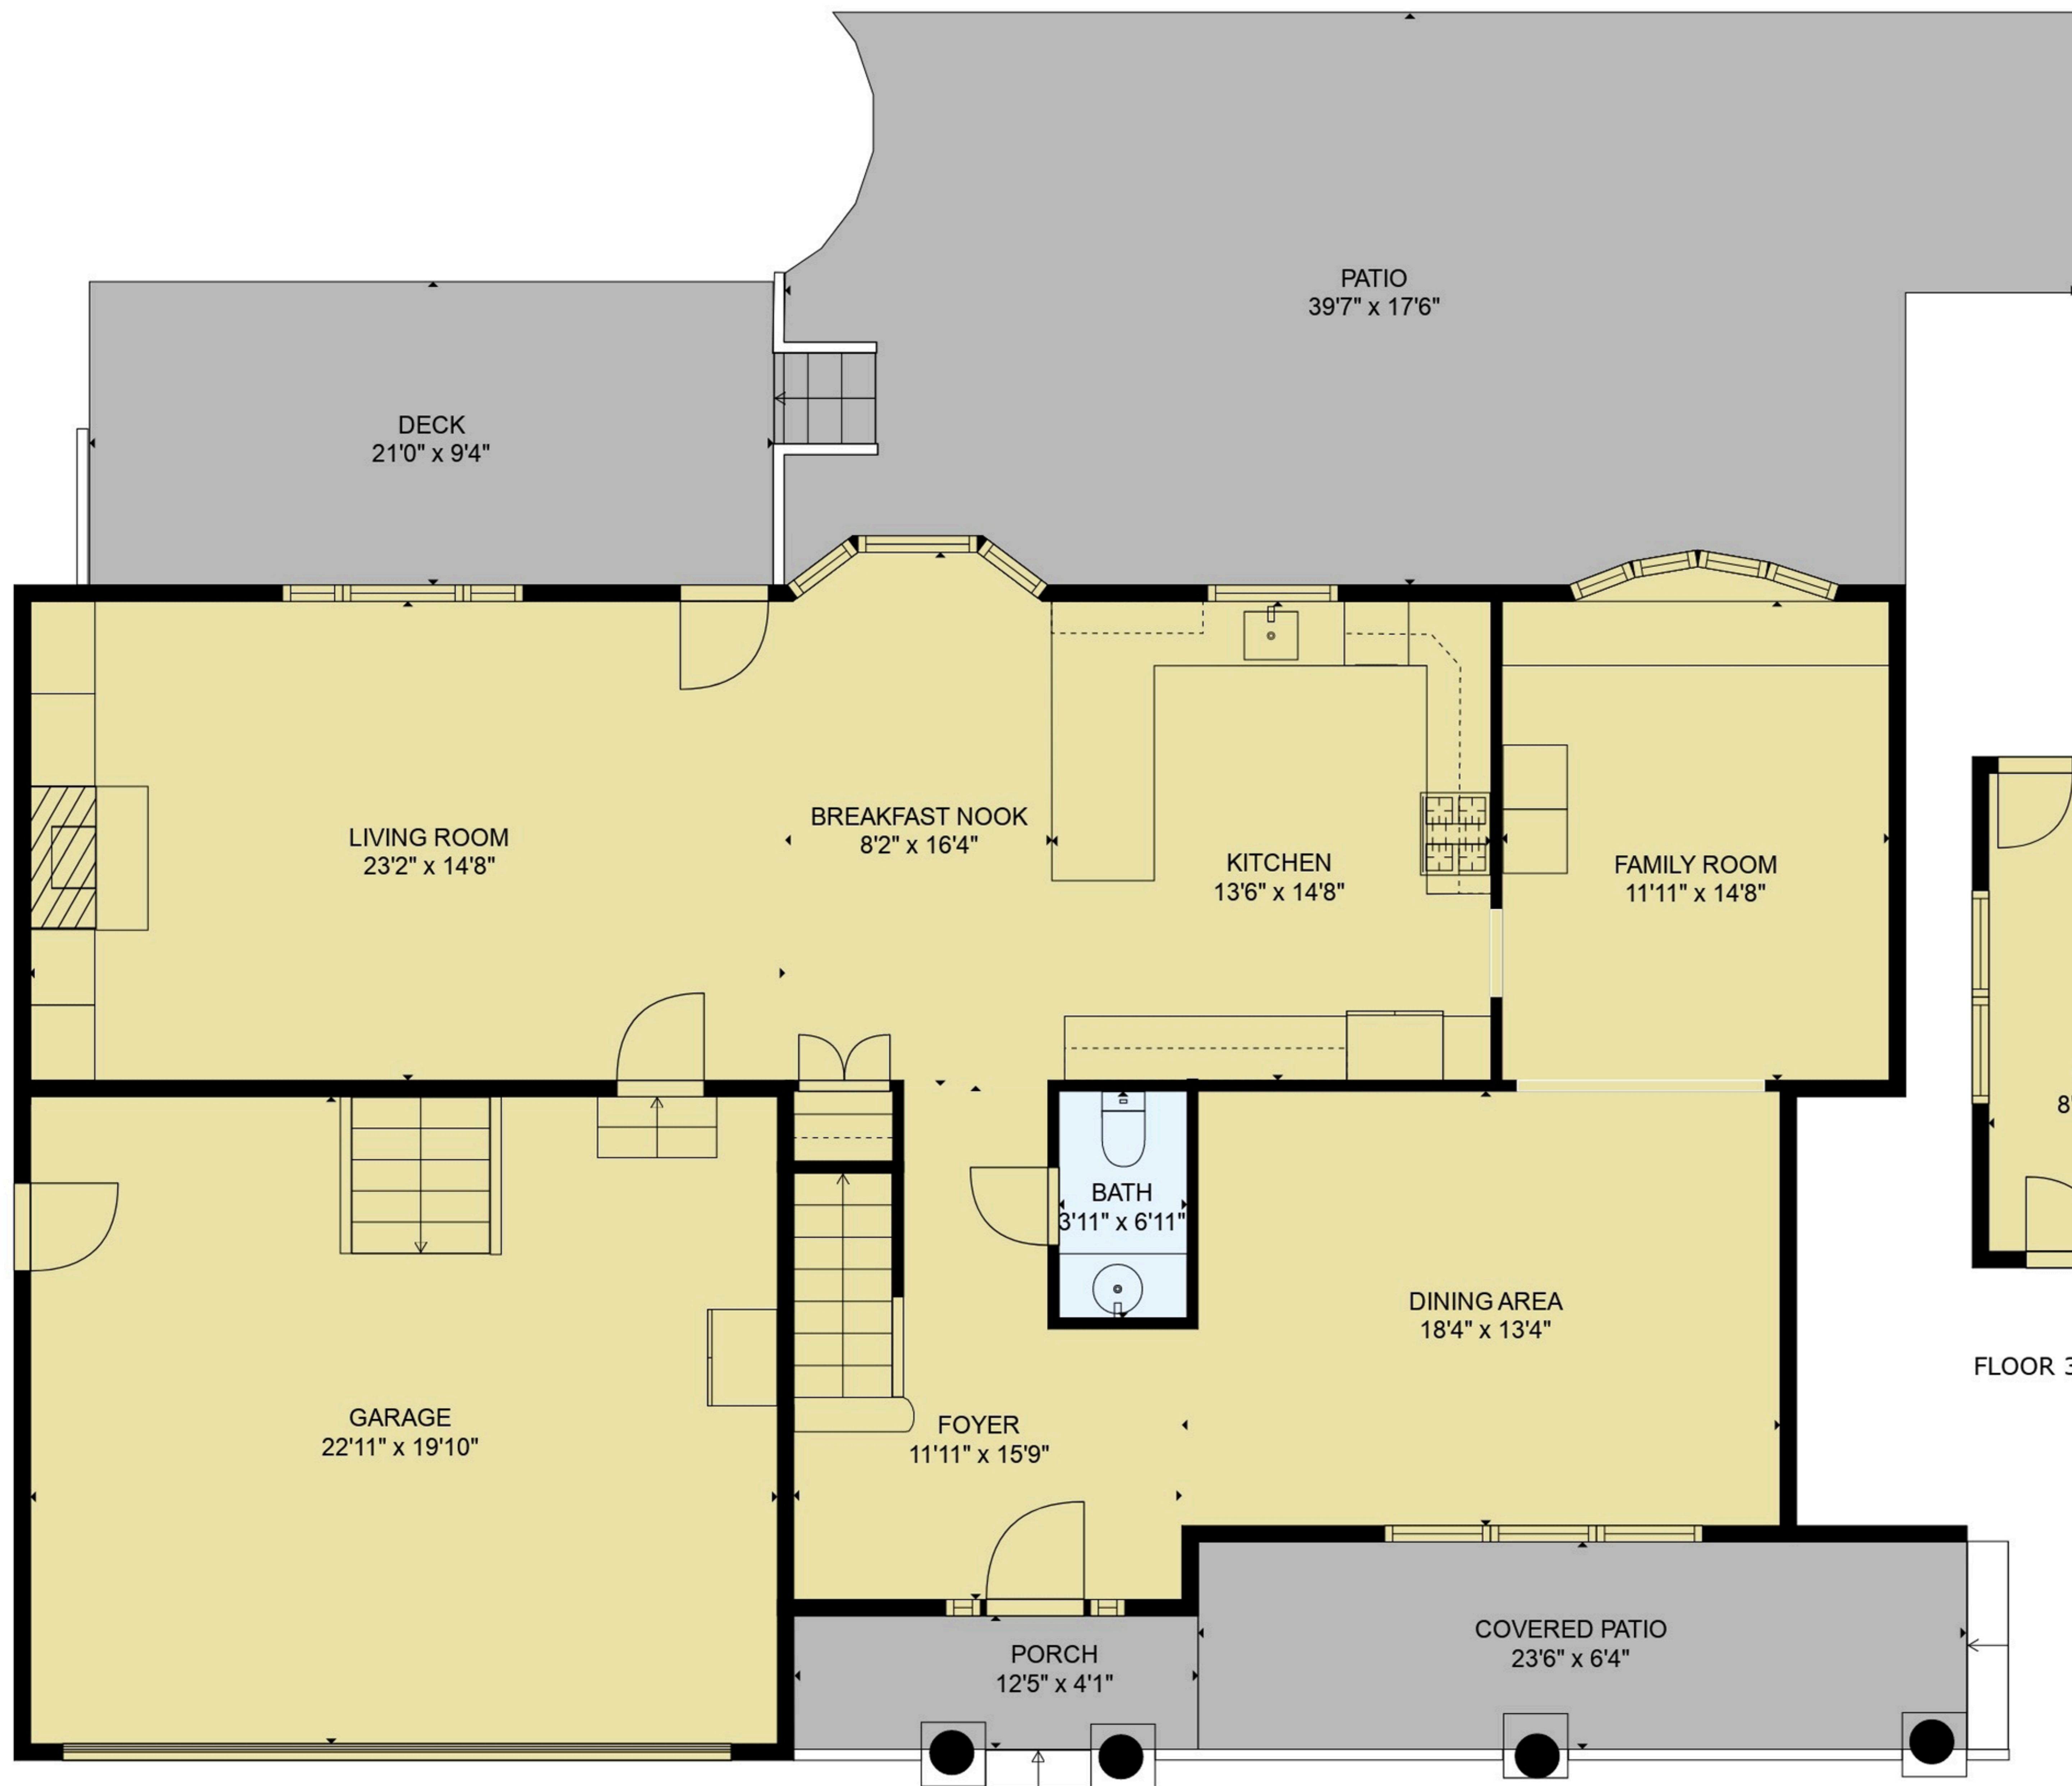 PATIO
39'7" x 17'6"
DECK
21'0" x 9'4"
LIVING ROOM
23'2" x 14'8"
BREAKFAST NOOK
8'2" x 16'4"
KITCHEN
13'6" x 14'8"
FAMILY ROOM
11'11" x 14'8"
8'
BATH
3'11" x 6'11"
DINING AREA
18'4" x 13'4"
FLOOR 3
GARAGE
22'11" x 19'10"
FOYER
11'11" x 15'9"
PORCH
12'5" x 4'1"
COVERED PATIO
23'6" x 6'4"